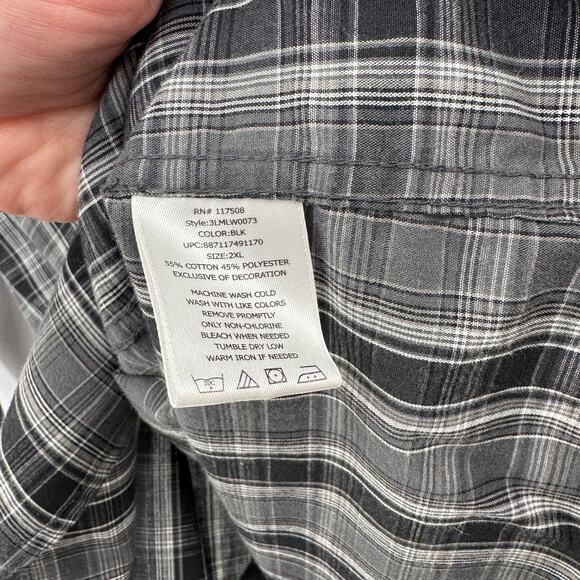 RN# 117508
Style:3LMLW0073
COLOR:BLK
UPC:887117491170
SIZE:2XL
55% COTTON 45% POLYESTER
EXCLUSIVE OF DECORATION
MACHINE WASH COLD
WASH WITH LIKE COLORS
REMOVE PROMPTLY
ONLY NON-CHLORINE
BLEACH WHEN NEEDED
TUMBLE DRY LOW
WARM IRON IF NEEDED
30C